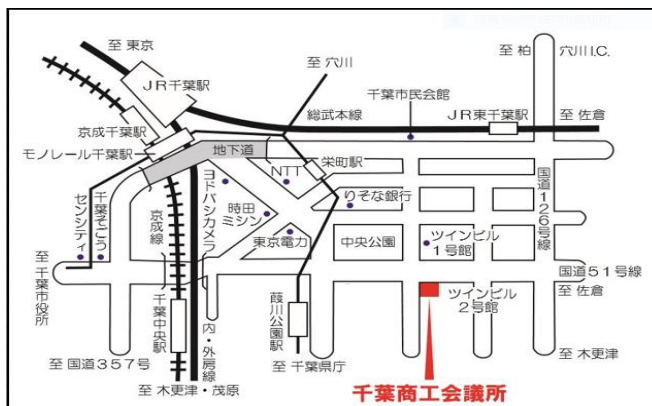 至 東京
JR千葉駅
京成千葉駅
モノレール千葉駅
地下道
至 穴川
総武本線
千葉市民会館
JR東千葉駅
至 柏
穴川I.C.
至 佐倉
NTT
栄町駅
りそな銀行
ヨドバシカメラ
時田
ミシン
東京電力
中央公園
ツインビル
1号館
国道126号線
千葉そごう
センシティ
京成線
至 千葉市役所
千葉中央駅
内・外房線
葭川公園駅
ツインビル
2号館
国道51号線
至 佐倉
至 国道357号
至 木更津・茂原
至 千葉県庁
至 木更津
千葉商工会議所